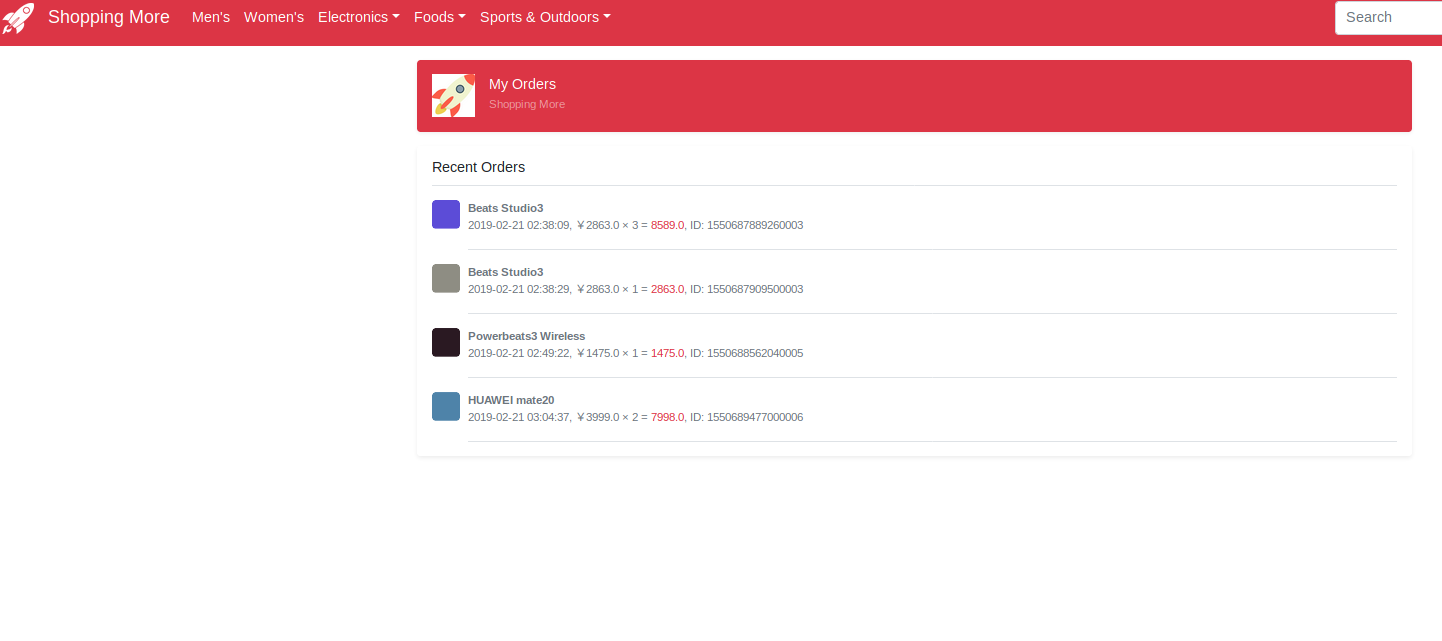 Shopping More Men's Women's Electronics Foods Sports & Outdoors Search
My Orders
Shopping More
Recent Orders
Beats Studio3
2019-02-21 02:38:09, ￥2863.0 × 3 = 8589.0, ID: 1550687889260003
Beats Studio3
2019-02-21 02:38:29, ￥2863.0 × 1 = 2863.0, ID: 1550687909500003
Powerbeats3 Wireless
2019-02-21 02:49:22, ￥1475.0 × 1 = 1475.0, ID: 1550688562040005
HUAWEI mate20
2019-02-21 03:04:37, ￥3999.0 × 2 = 7998.0, ID: 1550689477000006